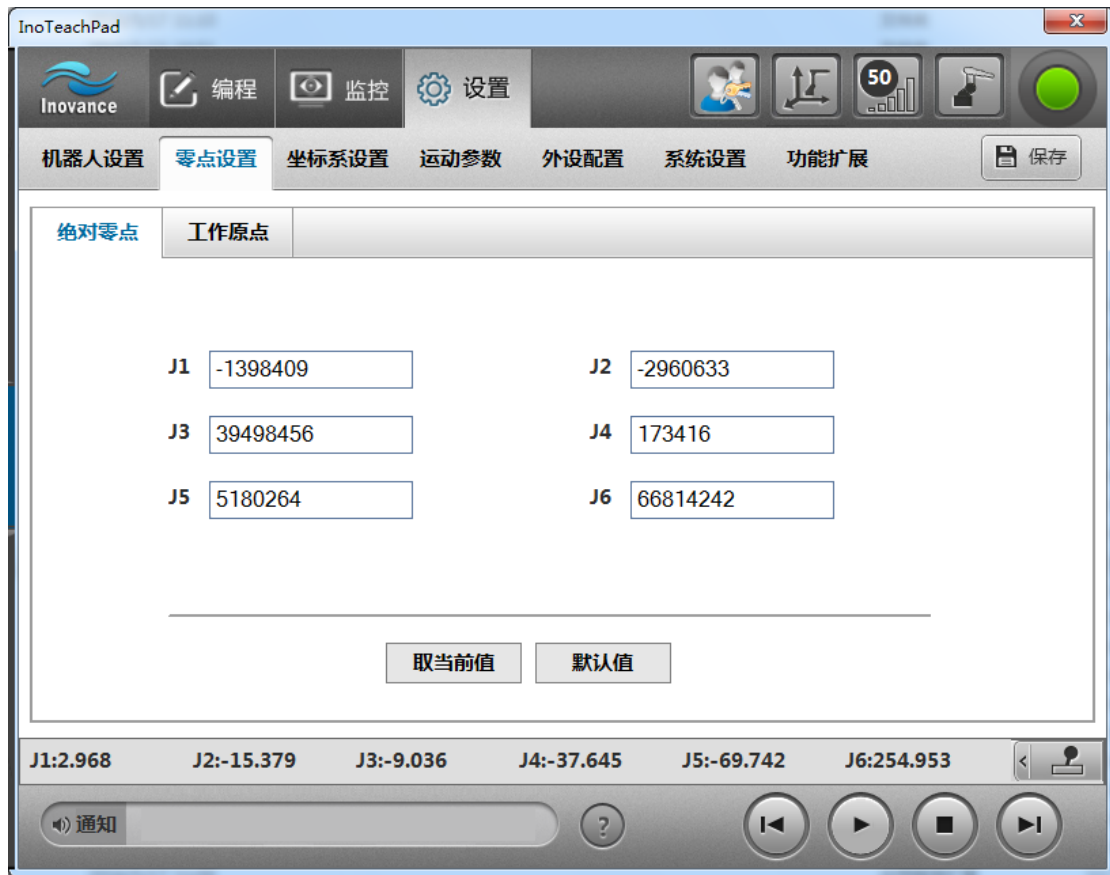 InoTeachPad
Inovance 编程 监控 设置 50
机器人设置 零点设置 坐标系设置 运动参数 外设配置 系统设置 功能扩展 保存
绝对零点 工作原点
J1 -1398409 J2 -2960633
J3 39498456 J4 173416
J5 5180264 J6 66814242
取当前值 默认值
J1:2.968 J2:-15.379 J3:-9.036 J4:-37.645 J5:-69.742 J6:254.953 <
通知 ?